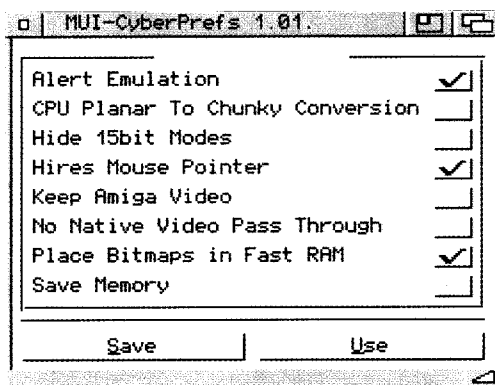 MUI-CyberPrefs 1.01.
Alert Emulation
CPU Planar To Chunky Conversion
Hide 15bit Modes
Hires Mouse Pointer
Keep Amiga Video
No Native Video Pass Through
Place Bitmaps in Fast RAM
Save Memory
Save
Use